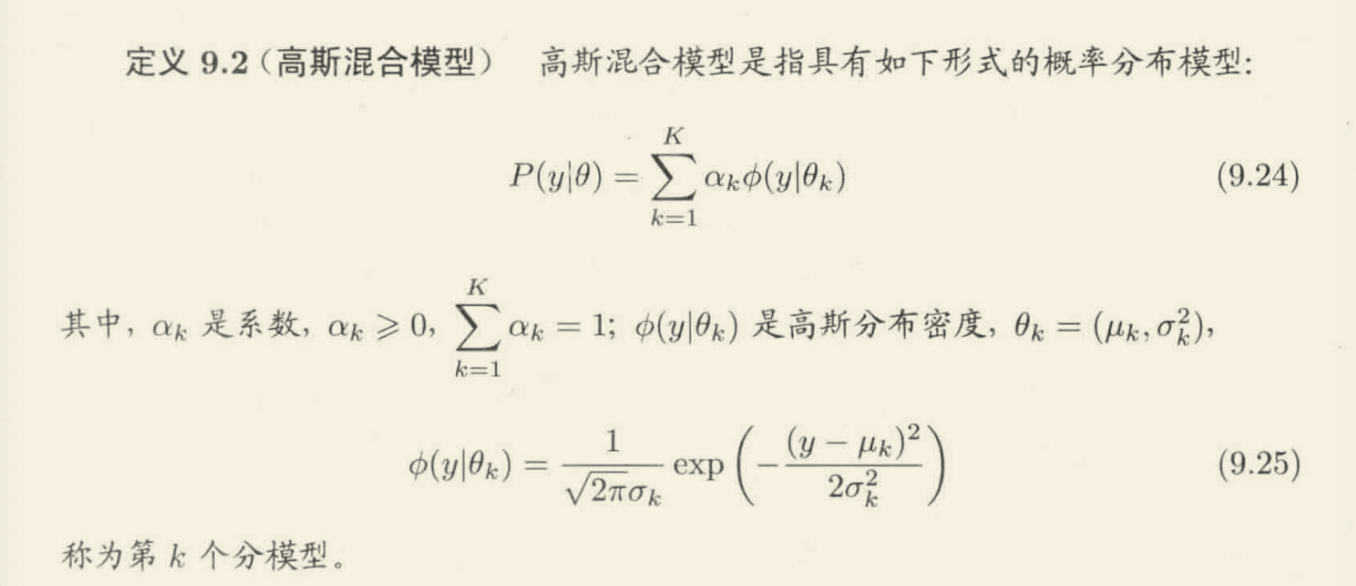 定义 9.2（高斯混合模型） 高斯混合模型是指具有如下形式的概率分布模型:
$P(y|\theta) = \sum_{k=1}^{K} \alpha_k \phi(y|\theta_k)$ (9.24)
其中, $\alpha_k$ 是系数, $\alpha_k \geqslant 0$, $\sum_{k=1}^{K} \alpha_k = 1$; $\phi(y|\theta_k)$ 是高斯分布密度, $\theta_k = (\mu_k, \sigma_k^2)$,
$\phi(y|\theta_k) = \frac{1}{\sqrt{2\pi}\sigma_k} \exp\left(-\frac{(y-\mu_k)^2}{2\sigma_k^2}\right)$ (9.25)
称为第 $k$ 个分模型。